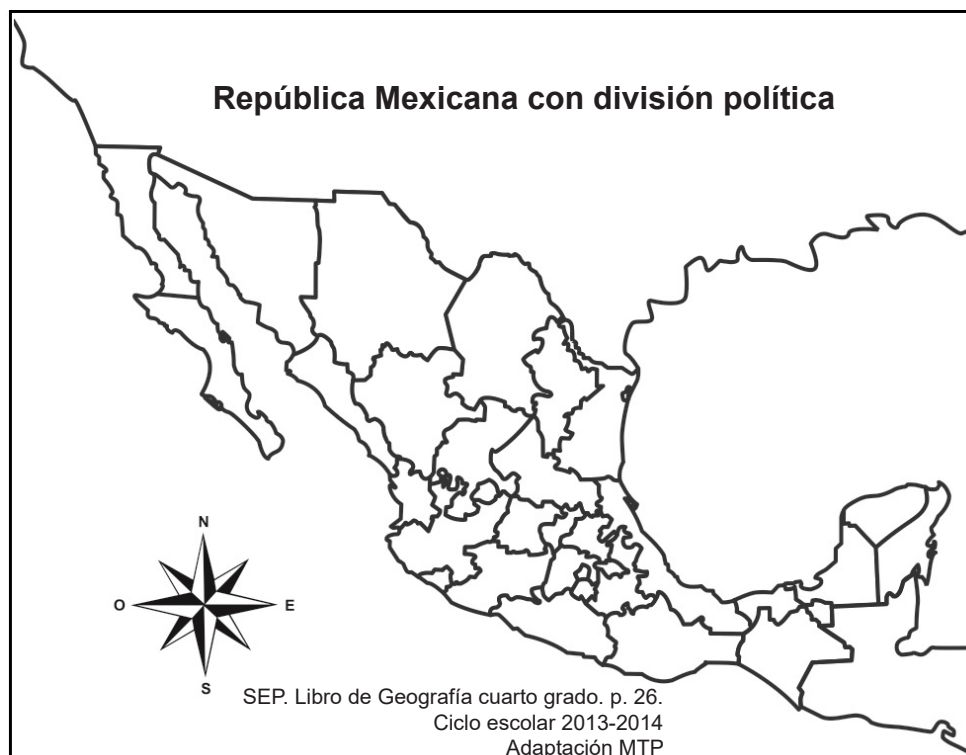 República Mexicana con división política
N
O
E
S
SEP. Libro de Geografía cuarto grado. p. 26.
Ciclo escolar 2013-2014
Adaptación MTP